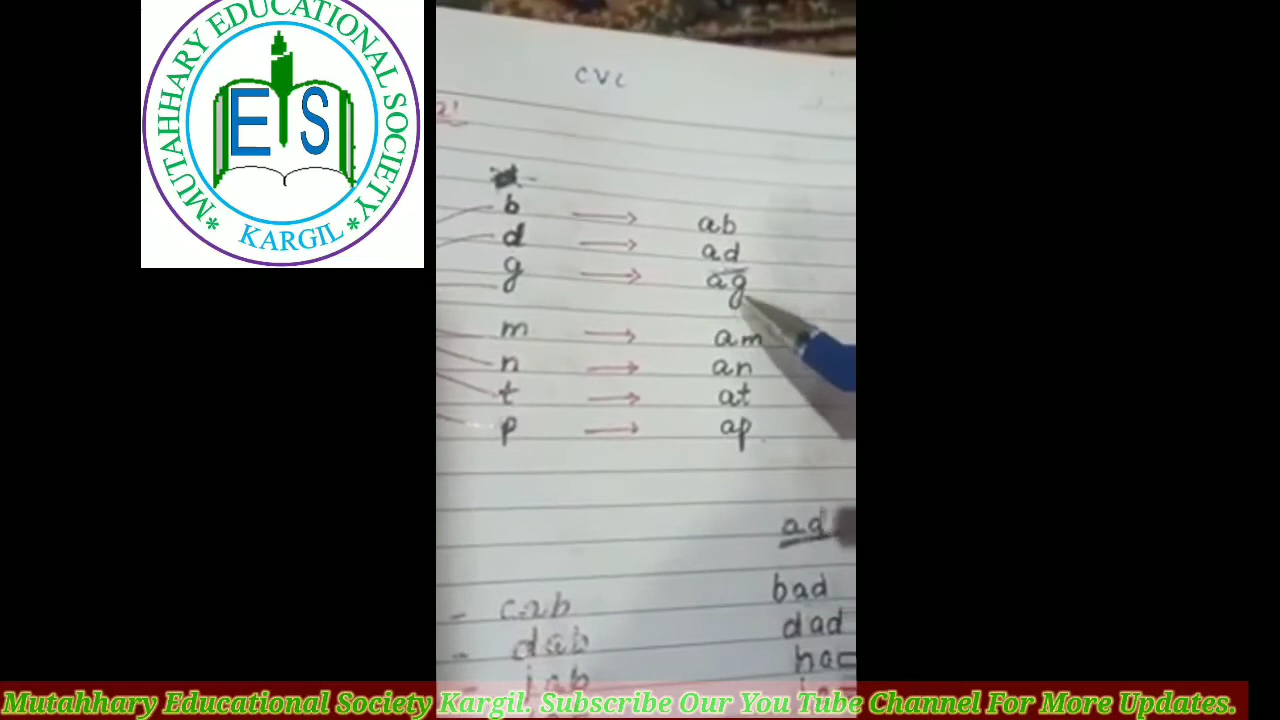 MUTAHHARY EDUCATIONAL SOCIETY
E S
* KARGIL *
CVC
b → ab
d → ad
g → ag
m → am
n → an
t → at
p → ap
ad
- cab bad
- dab dad
- jab
Mutahhary Educational Society Kargil. Subscribe Our You Tube Channel For More Updates.